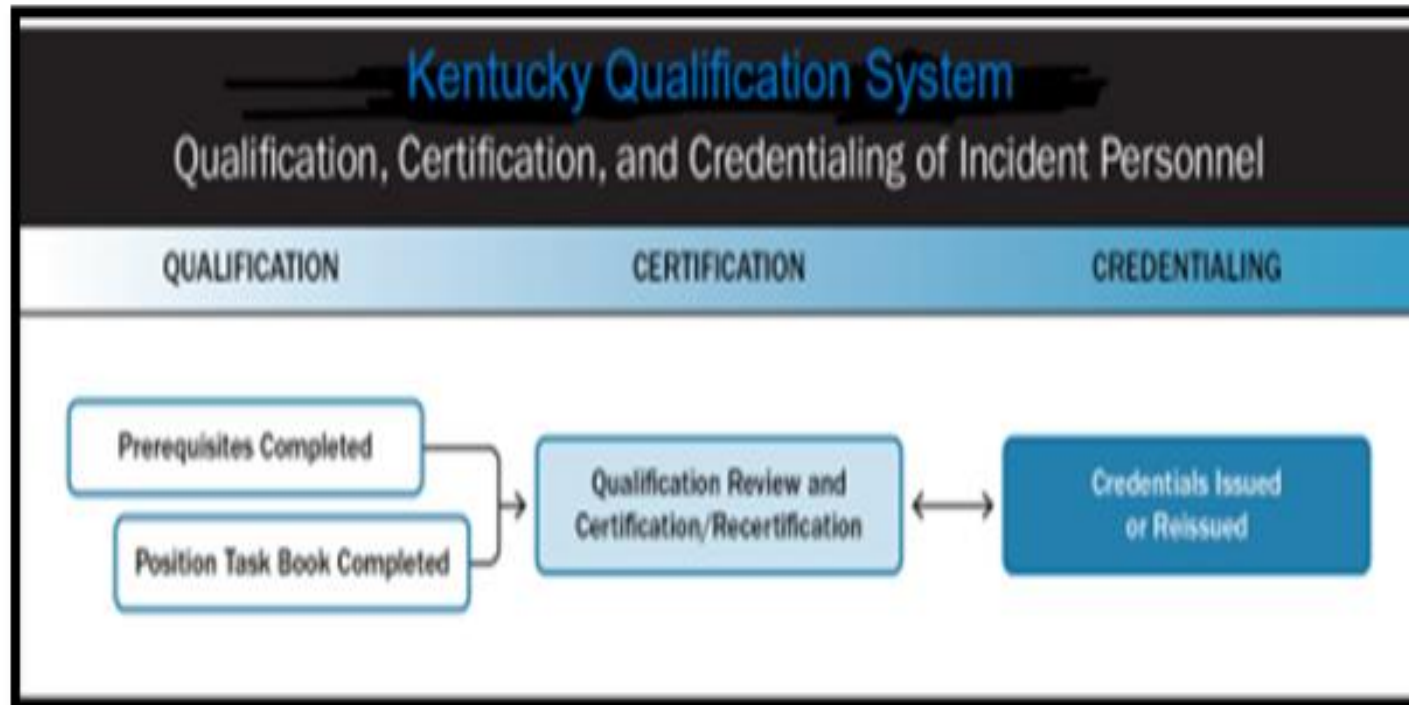 Kentucky Qualification System
Qualification, Certification, and Credentialing of Incident Personnel
QUALIFICATION
CERTIFICATION
CREDENTIALING
Prerequisites Completed
Position Task Book Completed
Qualification Review and
Certification/Recertification
Credentials Issued
or Reissued